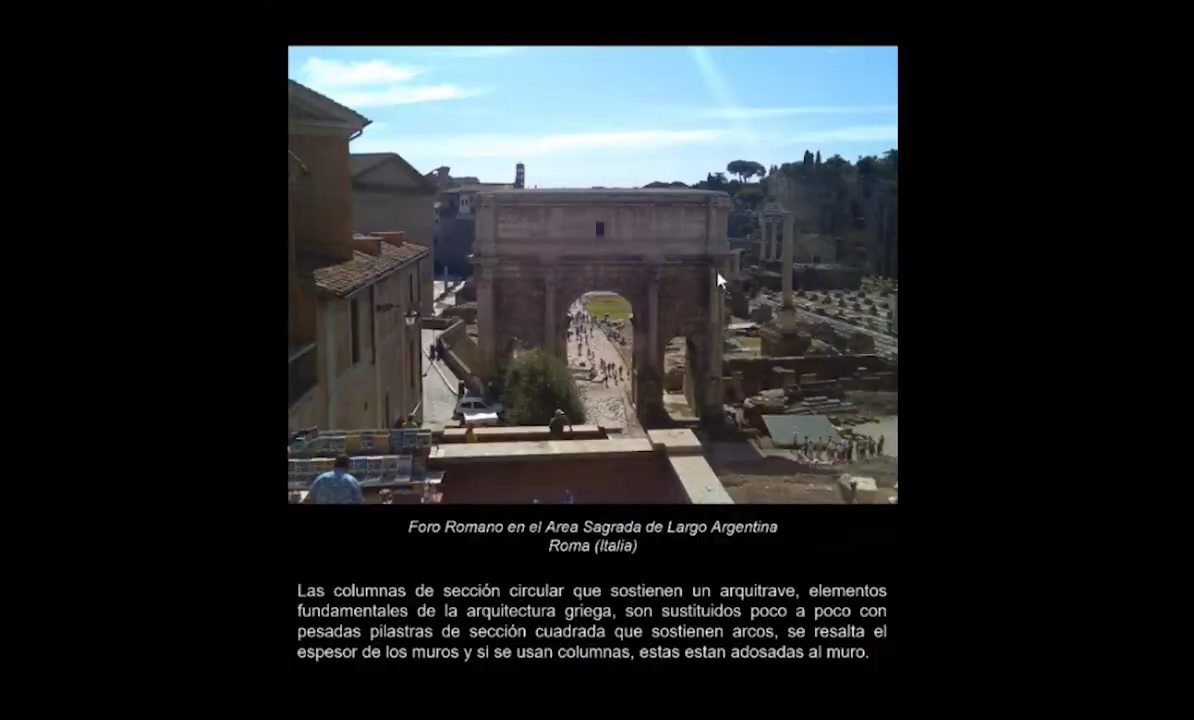 Foro Romano en el Area Sagrada de Largo Argentina
Roma (Italia)
Las columnas de sección circular que sostienen un arquitrave, elementos
fundamentales de la arquitectura griega, son sustituidos poco a poco con
pesadas pilastras de sección cuadrada que sostienen arcos, se resalta el
espesor de los muros y si se usan columnas, estas estan adosadas al muro.